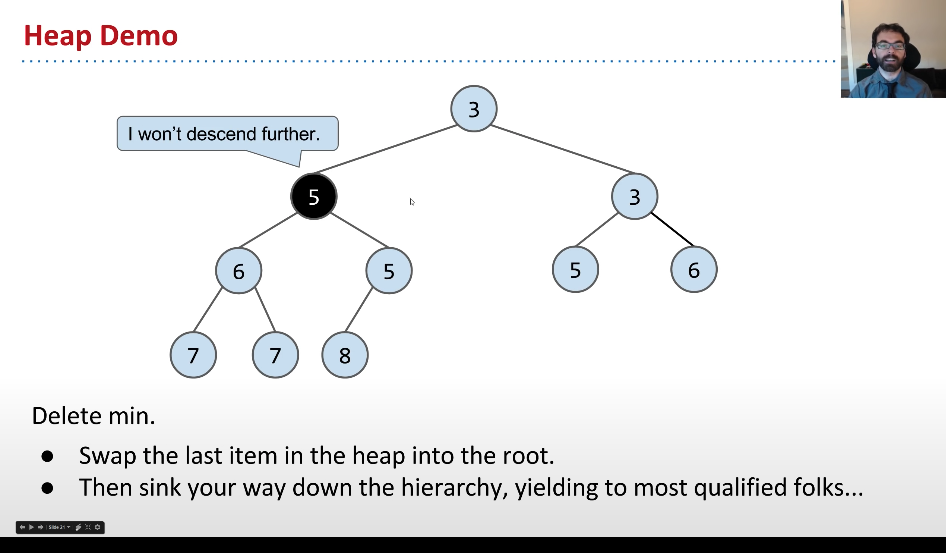 Heap Demo
3
I won't descend further.
5
3
6
5
5
6
7
7
8
Delete min.
● Swap the last item in the heap into the root.
● Then sink your way down the hierarchy, yielding to most qualified folks...
Slide 21